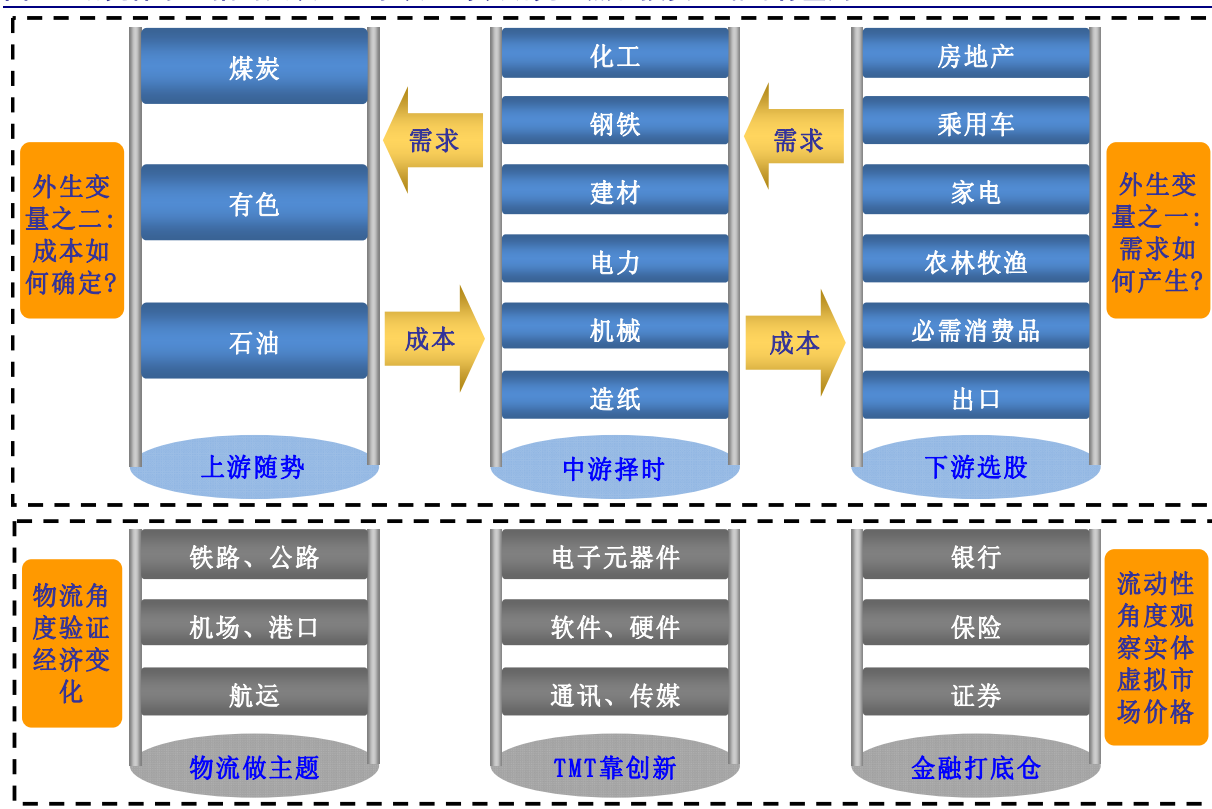 外生变
量之二:
成本如
何确定?
煤炭
有色
石油
上游随势
需求
成本
化工
钢铁
建材
电力
机械
造纸
中游择时
需求
成本
房地产
乘用车
家电
农林牧渔
必需消费品
出口
下游选股
外生变
量之一:
需求如
何产生?
物流角
度验证
经济变
化
铁路、公路
机场、港口
航运
物流做主题
电子元器件
软件、硬件
通讯、传媒
TMT靠创新
银行
保险
证券
金融打底仓
流动性
角度观
察实体
虚拟市
场价格